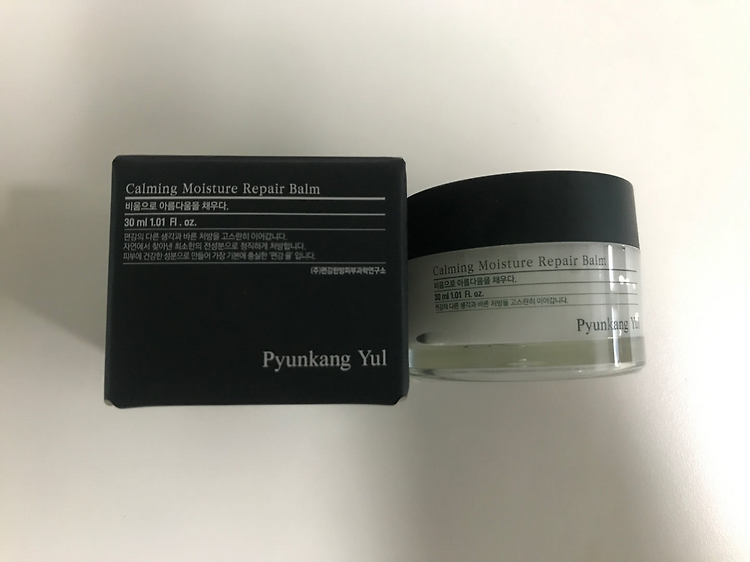 Calming Moisture Repair Balm
비움으로 아름다움을 채우다.
30 ml 1.01 Fl. oz.
편강의 다른 생각과 바른 처방을 고스란히 이어갑니다.
자연에서 찾아낸 최소한의 전성분으로 정직하게 처방합니다.
피부에 건강한 성분으로 만들어 가장 기본에 충실한 '편강 율' 입니다.
(주)편강한방피부과학연구소
Pyunkang Yul
Calming Moisture Repair Balm
비움으로 아름다움을 채우다.
30 ml 1.01 Fl. oz.
편강의 다른 생각과 바른 처방을 고스란히 이어갑니다.
Pyunkang Yul